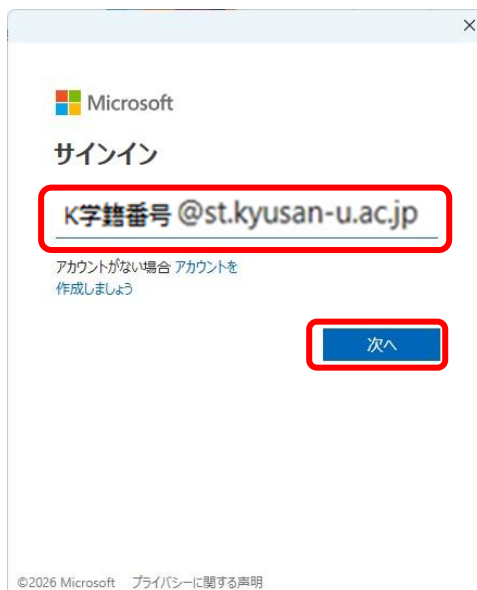 Microsoft
サインイン
K学籍番号@st.kyusan-u.ac.jp
アカウントがない場合 アカウントを
作成しましょう
次へ
©2026 Microsoft プライバシーに関する声明